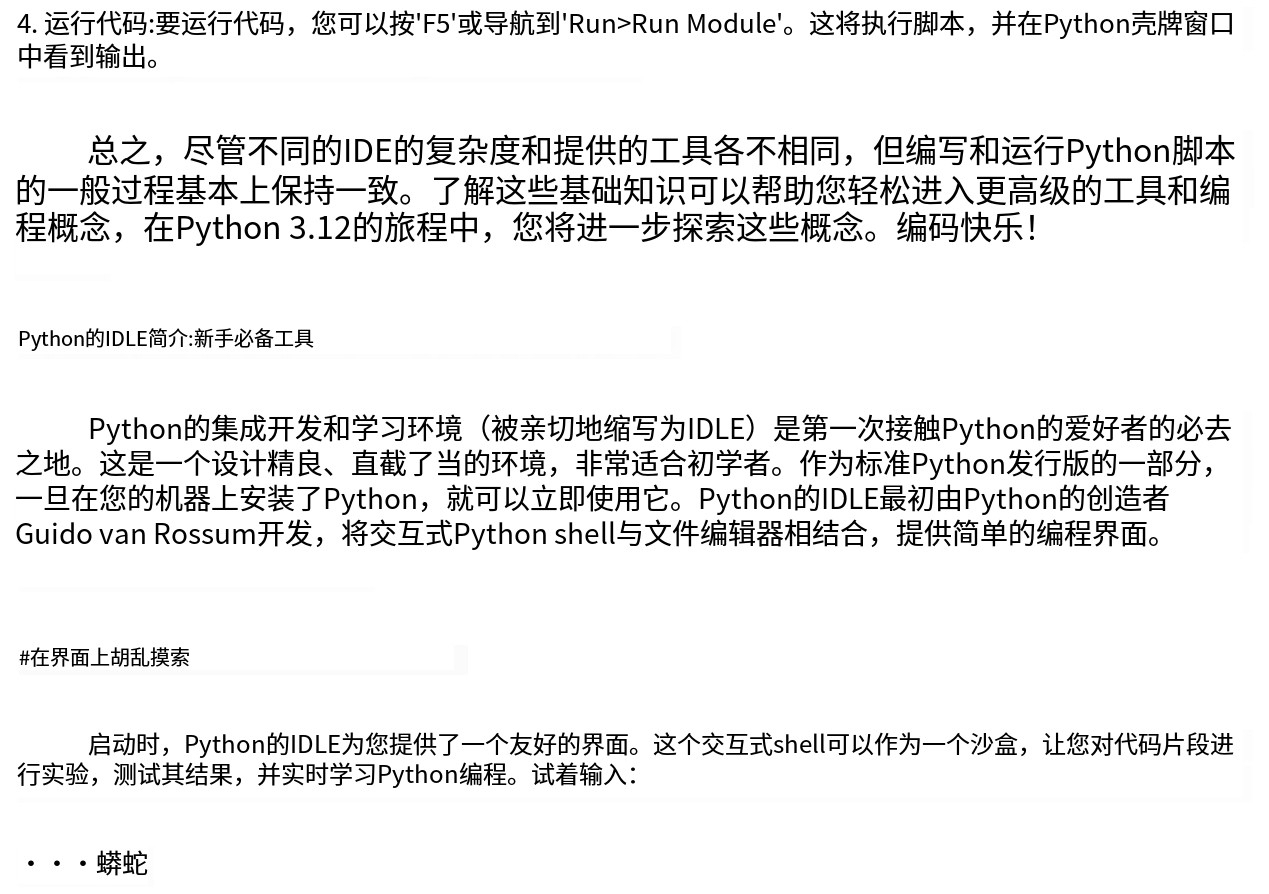 4. 运行代码:要运行代码，您可以按'F5'或导航到'Run>Run Module'。这将执行脚本，并在Python壳牌窗口
中看到输出。
总之，尽管不同的IDE的复杂度和提供的工具各不相同，但编写和运行Python脚本
的一般过程基本上保持一致。了解这些基础知识可以帮助您轻松进入更高级的工具和编
程概念，在Python 3.12的旅程中，您将进一步探索这些概念。编码快乐！
Python的IDLE简介:新手必备工具
Python的集成开发和学习环境（被亲切地缩写为IDLE）是第一次接触Python的爱好者的必去
之地。这是一个设计精良、直截了当的环境，非常适合初学者。作为标准Python发行版的一部分，
一旦在您的机器上安装了Python，就可以立即使用它。Python的IDLE最初由Python的创造者
Guido van Rossum开发，将交互式Python shell与文件编辑器相结合，提供简单的编程界面。
#在界面上胡乱摸索
启动时，Python的IDLE为您提供了一个友好的界面。这个交互式shell可以作为一个沙盒，让您对代码片段进
行实验，测试其结果，并实时学习Python编程。试着输入：
・・・蟒蛇